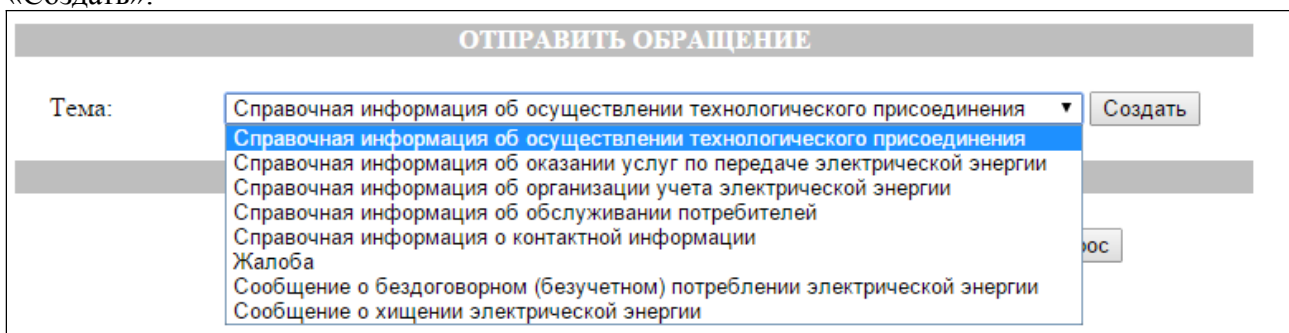 «Создать».
ОТПРАВИТЬ ОБРАЩЕНИЕ
Тема: Справочная информация об осуществлении технологического присоединения ▼ Создать
Справочная информация об осуществлении технологического присоединения
Справочная информация об оказании услуг по передаче электрической энергии
Справочная информация об организации учета электрической энергии
Справочная информация об обслуживании потребителей
Справочная информация о контактной информации
Жалоба
Сообщение о бездоговорном (безучетном) потреблении электрической энергии
Сообщение о хищении электрической энергии